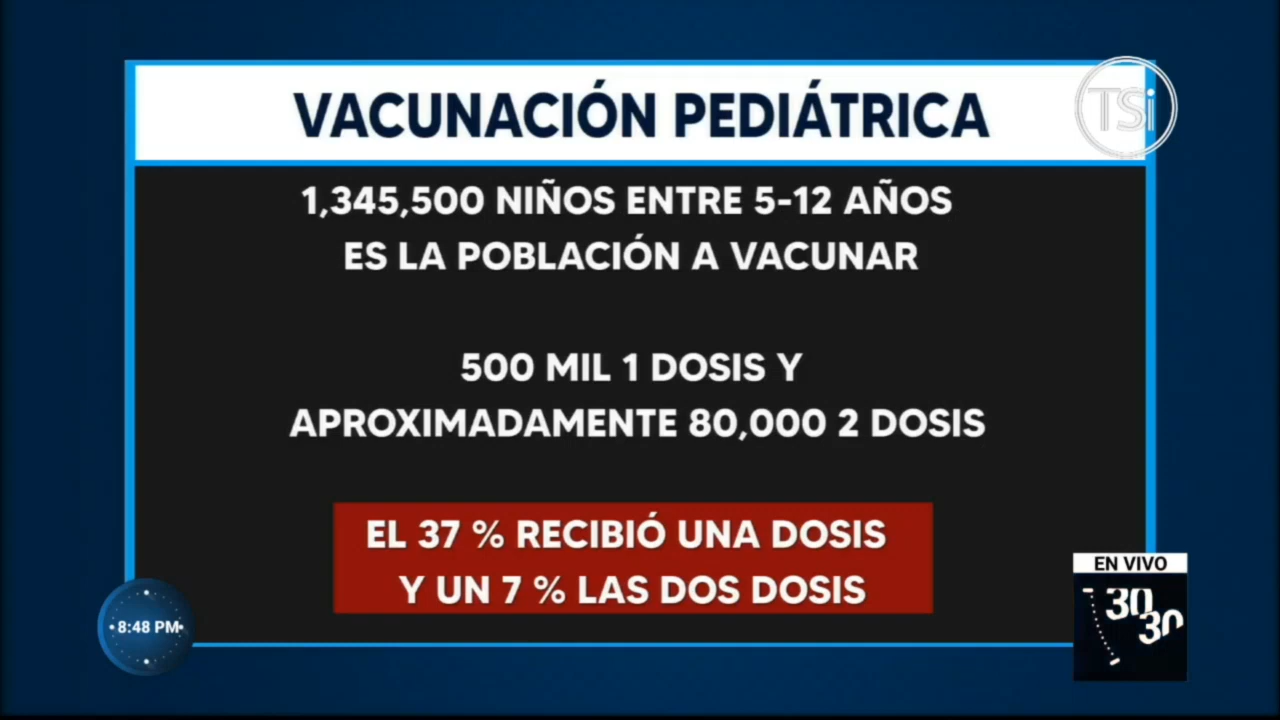 VACUNACIÓN PEDIÁTRICA
TSi
1,345,500 NIÑOS ENTRE 5-12 AÑOS
ES LA POBLACIÓN A VACUNAR
500 MIL 1 DOSIS Y
APROXIMADAMENTE 80,000 2 DOSIS
EL 37 % RECIBIÓ UNA DOSIS
Y UN 7 % LAS DOS DOSIS
EN VIVO
30
30
8:48 PM